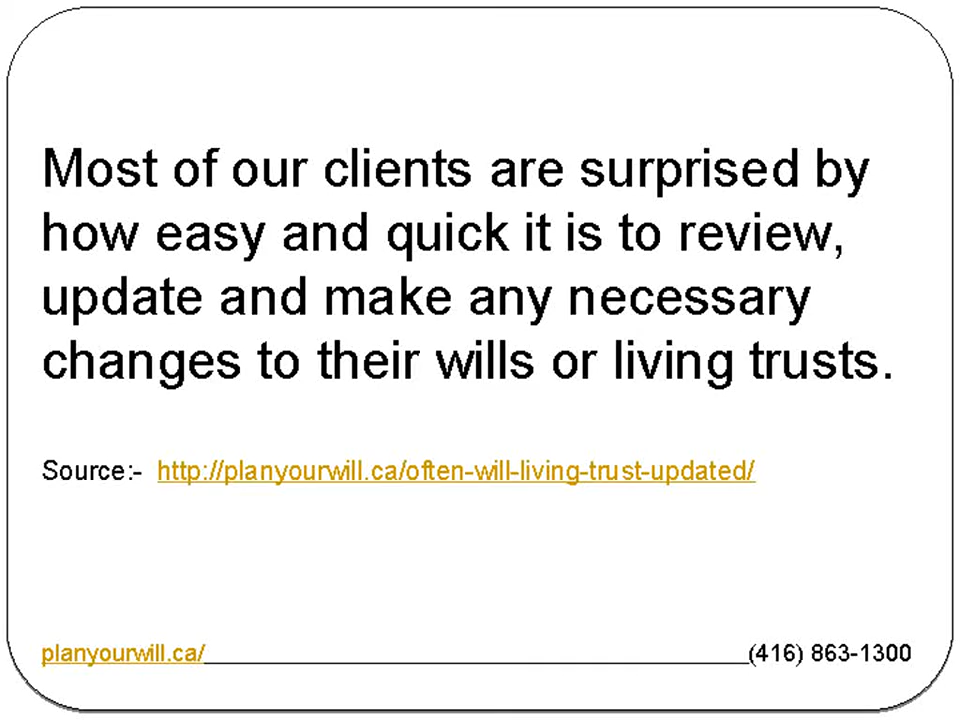 Most of our clients are surprised by
how easy and quick it is to review,
update and make any necessary
changes to their wills or living trusts.
Source:- http://planyourwill.ca/often-will-living-trust-updated/
planyourwill.ca/ (416) 863-1300